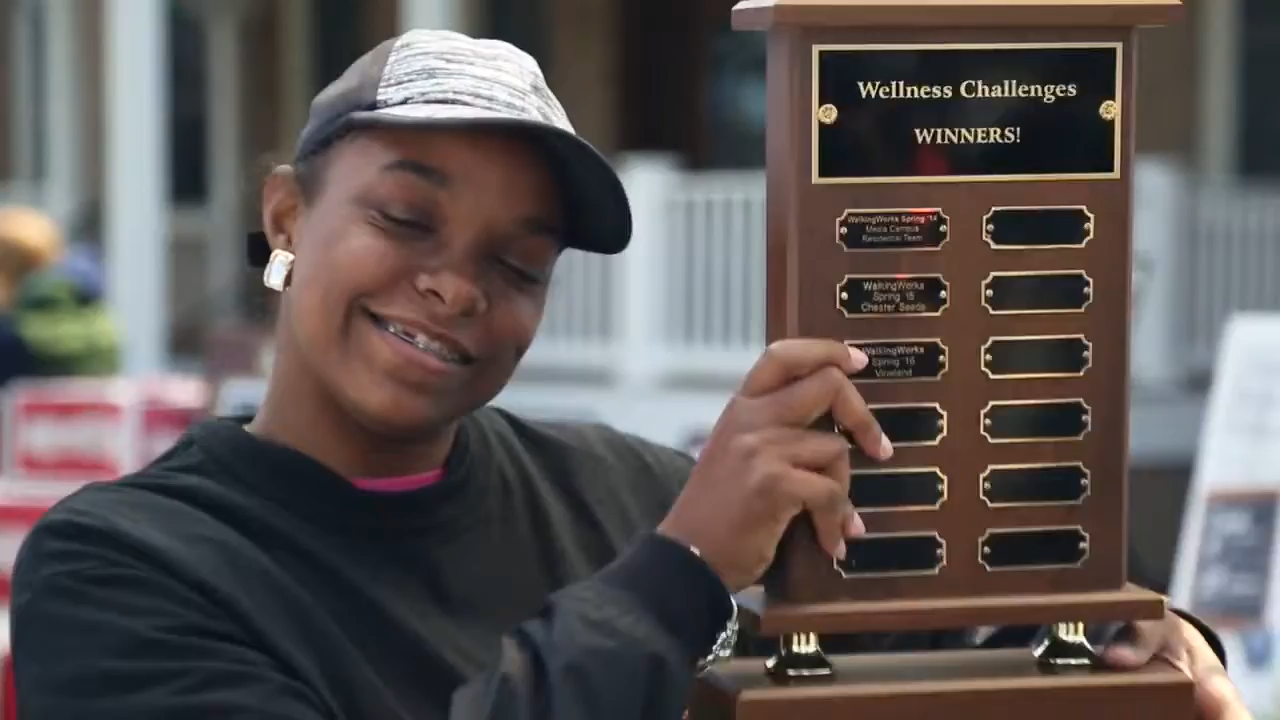 Wellness Challenges
WINNERS!
WalkingWorks Spring '14
Media Campus
Residential Team
WalkingWorks
Spring '15
Chester Seeds
WalkingWorks
Spring '16
Vineland